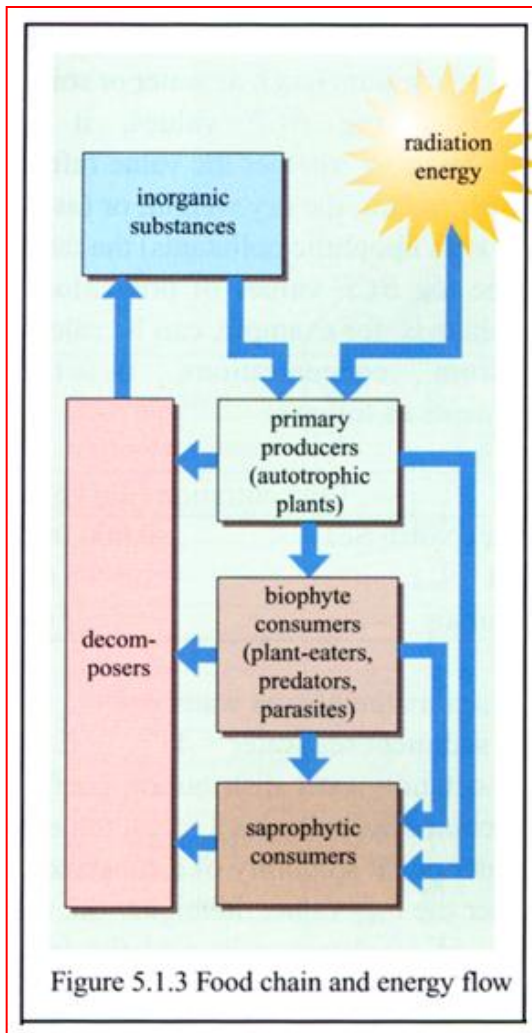 radiation
energy
inorganic
substances
primary
producers
(autotrophic
plants)
biophyte
consumers
(plant-eaters,
predators,
parasites)
decom-
posers
saprophytic
consumers
Figure 5.1.3 Food chain and energy flow